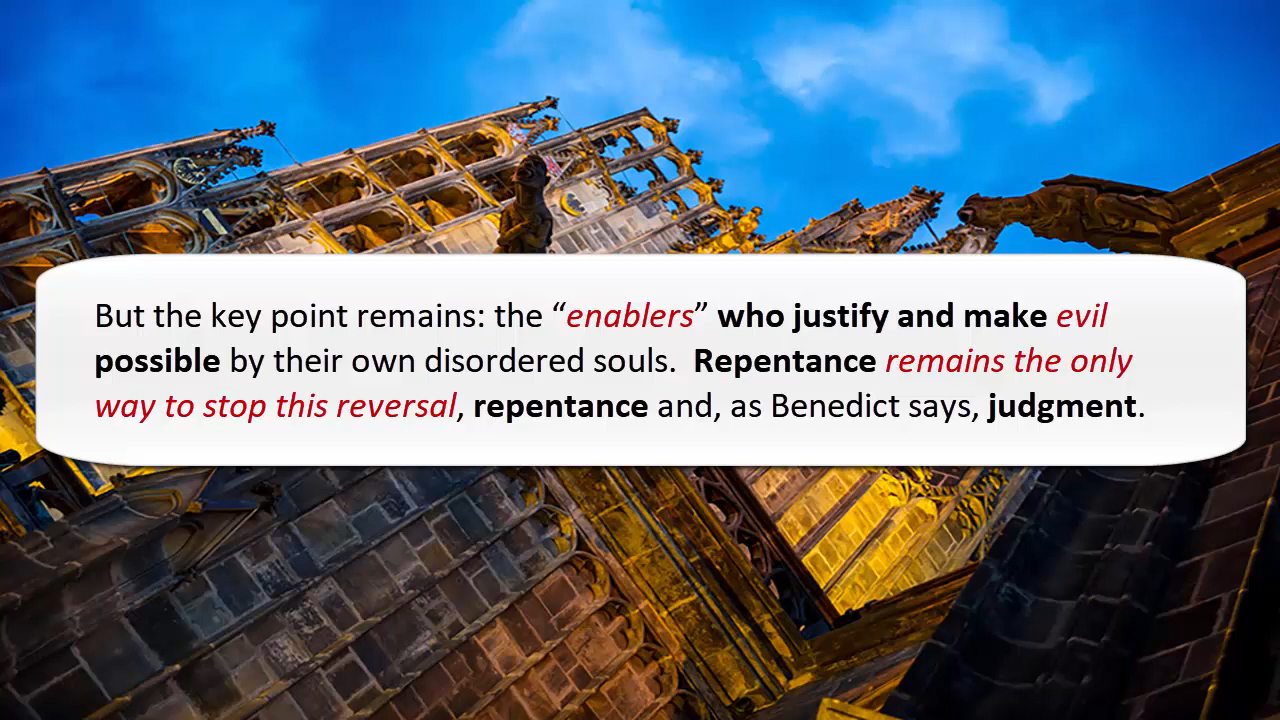 But the key point remains: the “enablers” who justify and make evil
possible by their own disordered souls.  Repentance remains the only
way to stop this reversal, repentance and, as Benedict says, judgment.